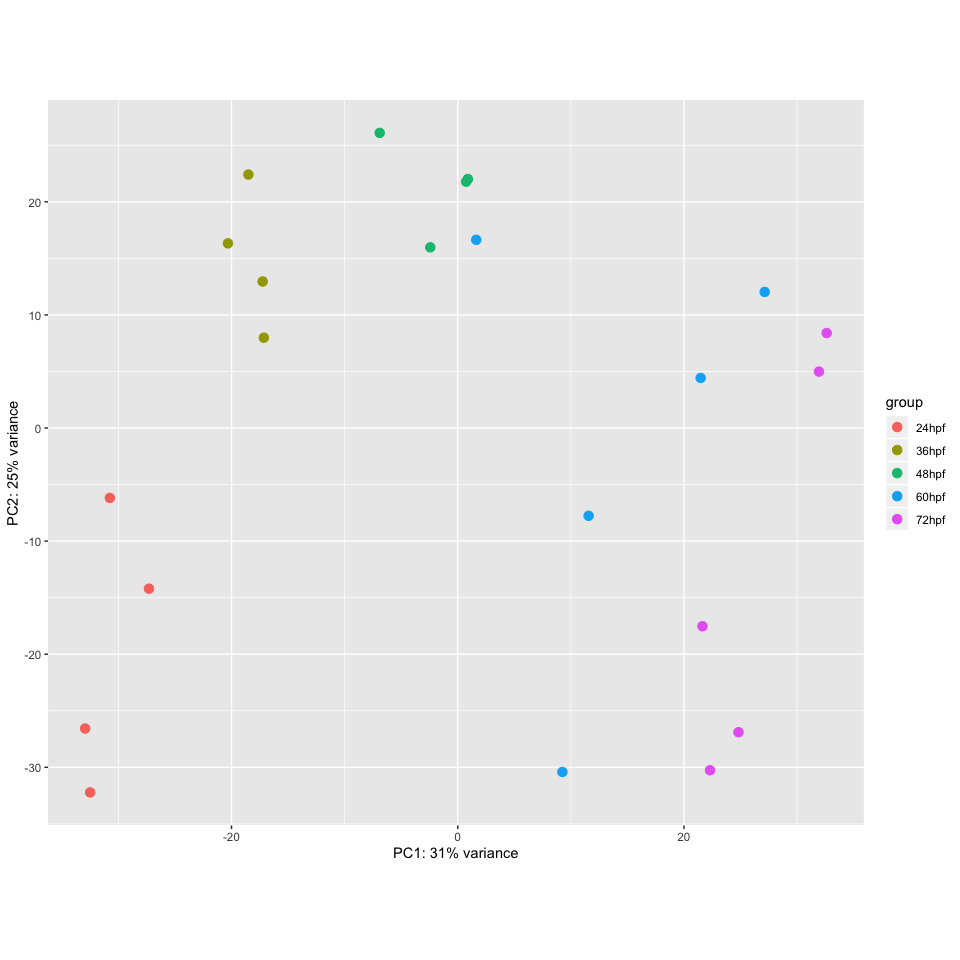 20
10
0
-10
-20
-30
PC2: 25% variance
-20
0
20
PC1: 31% variance
group
24hpf
36hpf
48hpf
60hpf
72hpf